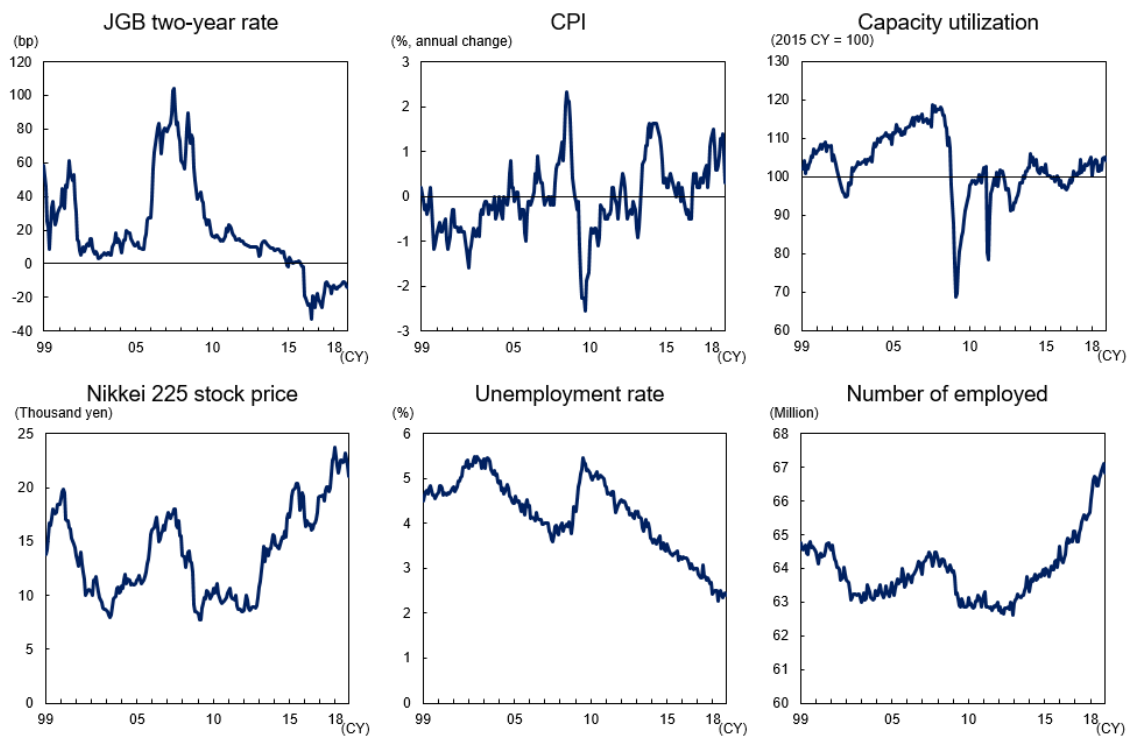 JGB two-year rate
(bp)
120
100
80
60
40
20
0
-20
-40
99 05 10 15 18 (CY)
CPI
(%, annual change)
3
2
1
0
-1
-2
-3
99 05 10 15 18 (CY)
Capacity utilization
(2015 CY = 100)
130
120
110
100
90
80
70
60
99 05 10 15 18 (CY)
Nikkei 225 stock price
(Thousand yen)
25
20
15
10
5
0
99 05 10 15 18 (CY)
Unemployment rate
(%)
6
5
4
3
2
1
0
99 05 10 15 18 (CY)
Number of employed
(Million)
68
67
66
65
64
63
62
61
60
99 05 10 15 18 (CY)